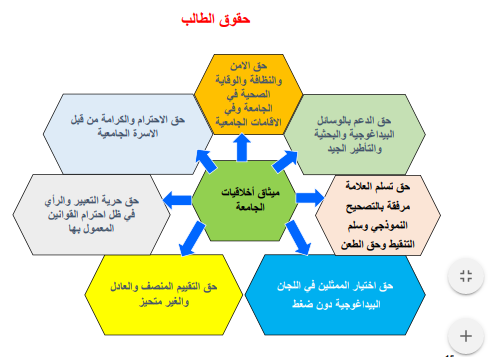 حقوق الطالب
حق الامن
والنظافة والوقاية
الصحية في
الجامعة وفي
الاقامات الجامعية
حق الدعم بالوسائل
البيداغوجية والبحثية
والتأطير الجيد
حق الاحترام والكرامة من قبل
الاسرة الجامعية
ميثاق أخلاقيات
الجامعة
حق تسلم العلامة
مرفقة بالتصحيح
النموذجي وسلم
التنقيط وحق الطعن
حق حرية التعبير والرأي
في ظل احترام القوانين
المعمول بها
حق اختيار الممثلين في اللجان
البيداغوجية دون ضغط
حق التقييم المنصف والعادل
والغير متحيز